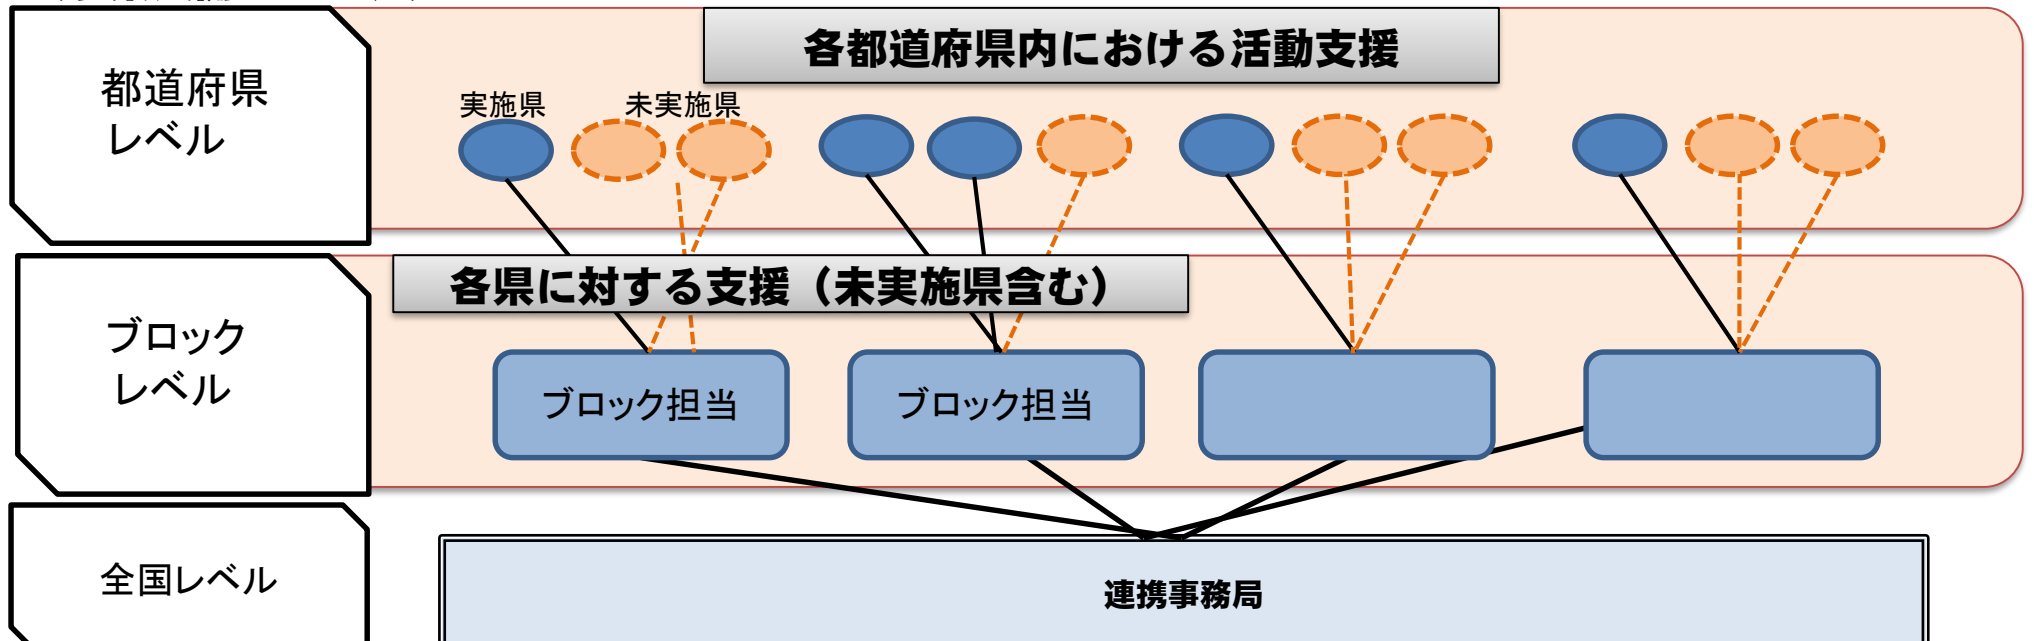 各都道府県内における活動支援
都道府県
レベル
実施県
未実施県
各県に対する支援（未実施県含む）
ブロック
レベル
ブロック担当
ブロック担当
全国レベル
連携事務局